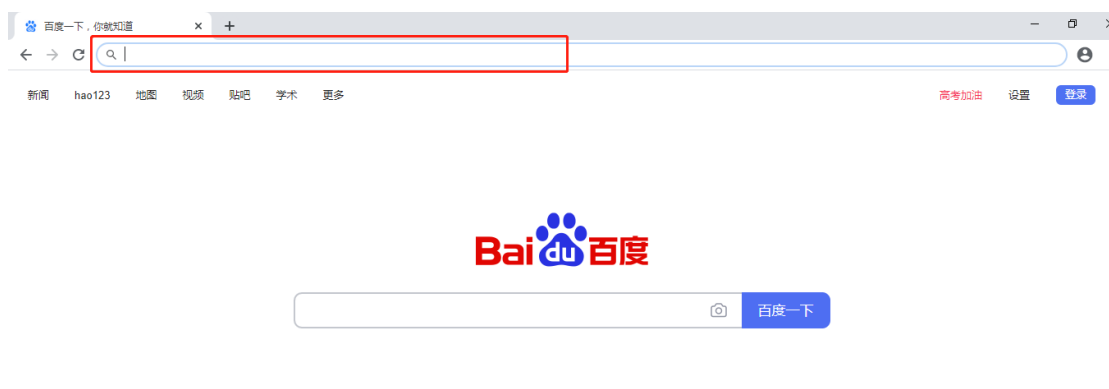 百度一下，你就知道
新闻 hao123 地图 视频 贴吧 学术 更多 高考加油 设置 登录
Bai du 百度
百度一下